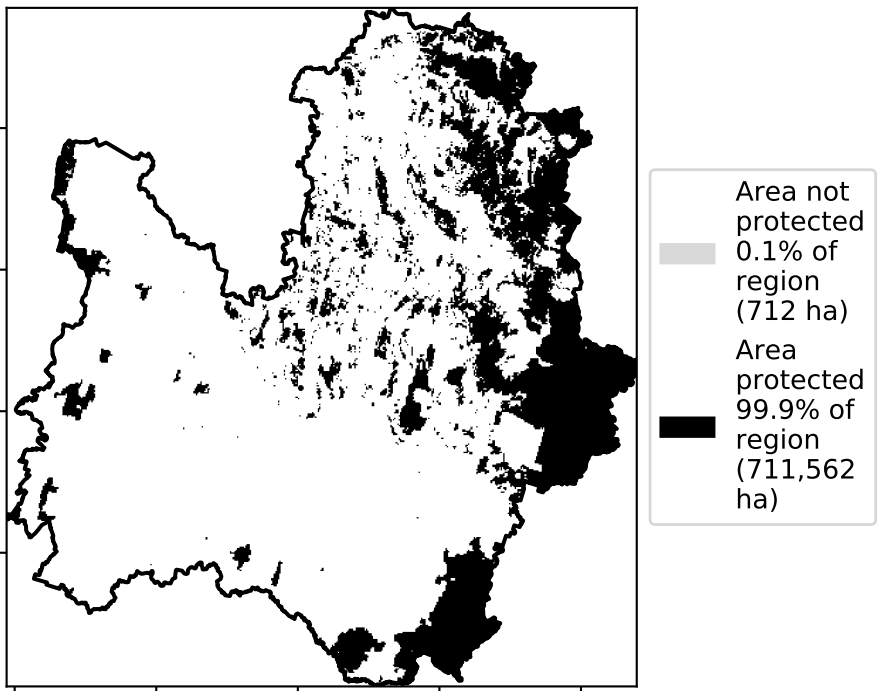 Area not
protected
0.1% of
region
(712 ha)
Area
protected
99.9% of
region
(711,562
ha)